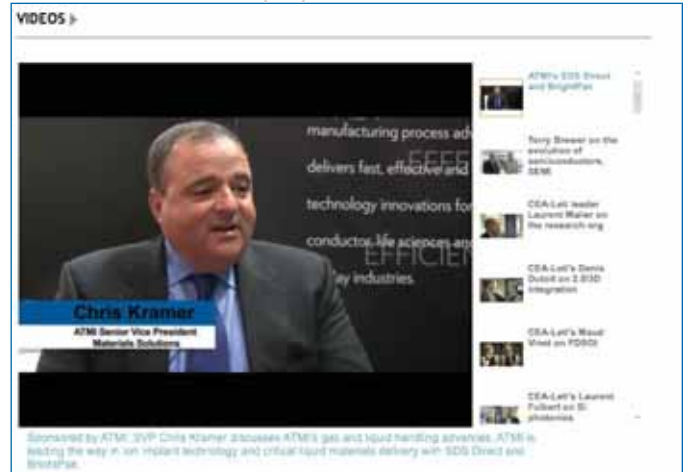 VIDEOS
manufacturing process adv
delivers fast, effective and
technology innovations for
conductor, life sciences and
ay industries.
EFFICIEN
Chris Kramer
ATMI Senior Vice President
Materials Solutions
ATMI's SDS Direct
and BrightPak
Terry Brewer on the
evolution of
semiconductors,
SEMI
CEA-Leti leader
Laurent Malier on
the research org
CEA-Leti's Denis
Dutoit on 2.5/3D
integration
CEA-Leti's Maud
Vinet on FDSOI
CEA-Leti's Laurent
Fulbert on Si
photonics
Sponsored by ATMI: SVP Chris Kramer discusses ATMI's gas and liquid handling advances. ATMI is
leading the way in ion implant technology and critical liquid materials delivery with SDS Direct and
BrightPak.